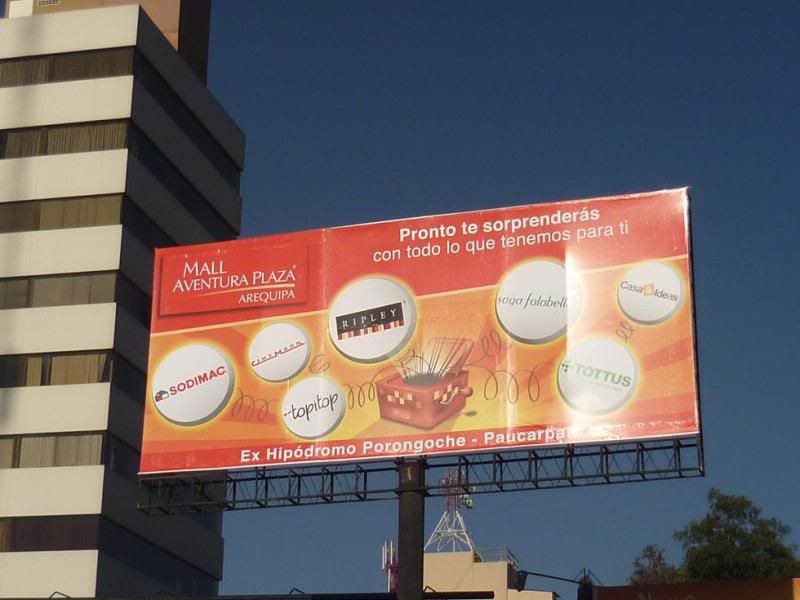 Pronto te sorprenderás
con todo lo que tenemos para ti
MALL
AVENTURA PLAZA
AREQUIPA
SODIMAC
CINEMARK
topitop
RIPLEY
saga falabella
Casa & Ideas
TOTTUS
Ex Hipódromo Porongoche - Paucarpata